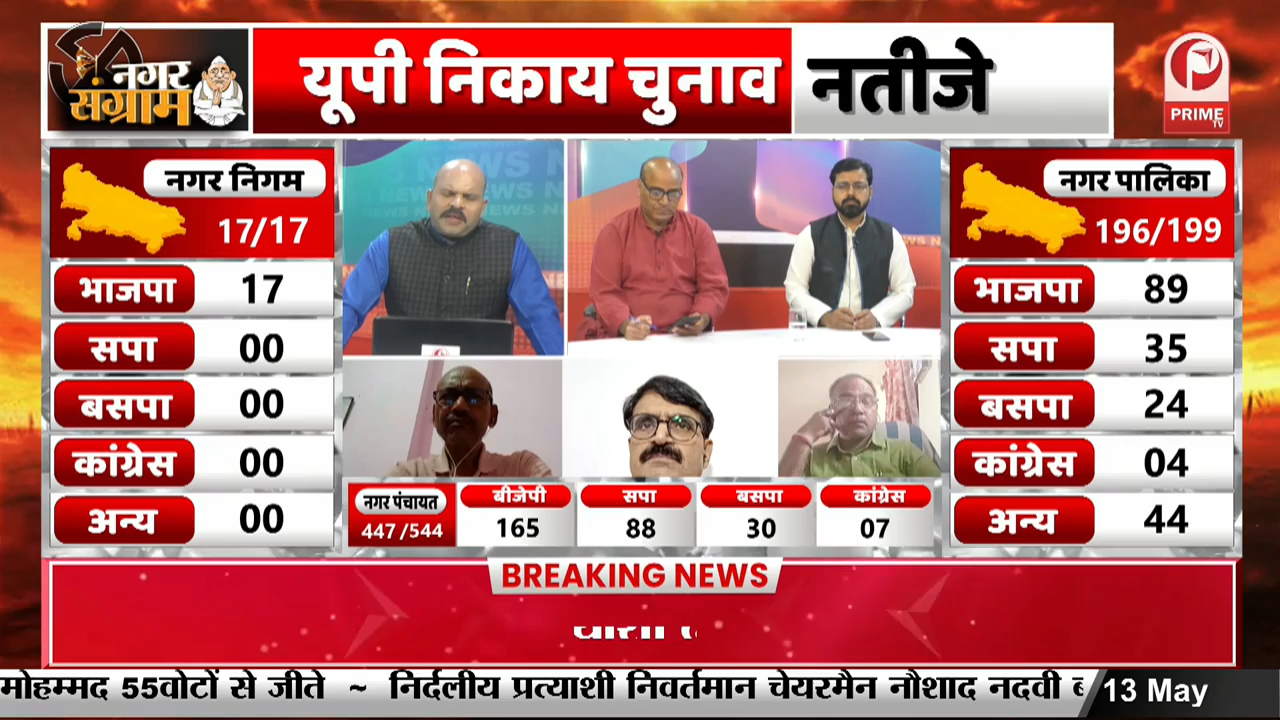 नगर
संग्राम
यूपी निकाय चुनाव नतीजे
PRIME
TV
नगर निगम
17/17
भाजपा 17
सपा 00
बसपा 00
कांग्रेस 00
अन्य 00
NEWS
नगर पालिका
196/199
भाजपा 89
सपा 35
बसपा 24
कांग्रेस 04
अन्य 44
नगर पंचायत
447/544
बीजेपी
165
सपा
88
बसपा
30
कांग्रेस
07
BREAKING NEWS
मोहम्मद 55वोटों से जीते ~ निर्दलीय प्रत्याशी निवर्तमान चेयरमैन नौशाद नदवी
13 May